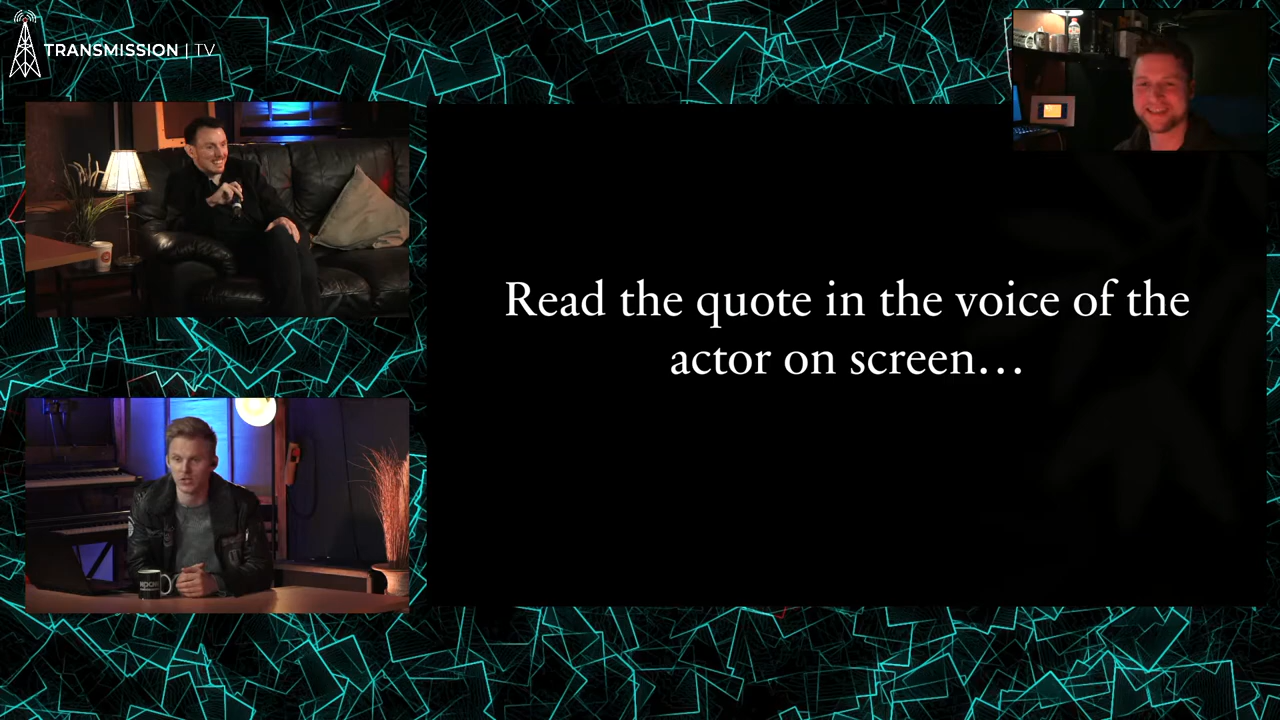 TRANSMISSION | TV
Read the quote in the voice of the
actor on screen…